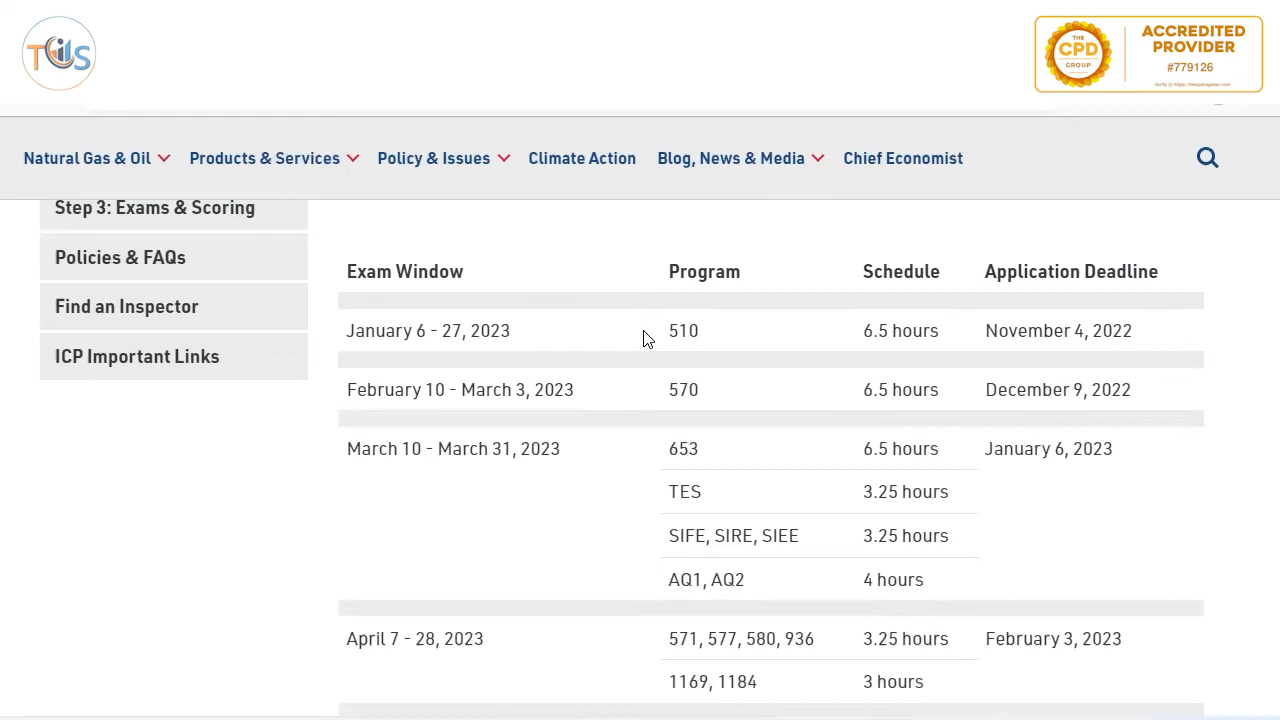 TCILS
THE
CPD
GROUP
ACCREDITED
PROVIDER
#779126
Natural Gas & Oil Products & Services Policy & Issues Climate Action Blog, News & Media Chief Economist
Step 3: Exams & Scoring
Policies & FAQs
Find an Inspector
ICP Important Links
Exam Window Program Schedule Application Deadline
January 6 - 27, 2023 510 6.5 hours November 4, 2022
February 10 - March 3, 2023 570 6.5 hours December 9, 2022
March 10 - March 31, 2023 653 6.5 hours January 6, 2023
TES 3.25 hours
SIFE, SIRE, SIEE 3.25 hours
AQ1, AQ2 4 hours
April 7 - 28, 2023 571, 577, 580, 936 3.25 hours February 3, 2023
1169, 1184 3 hours